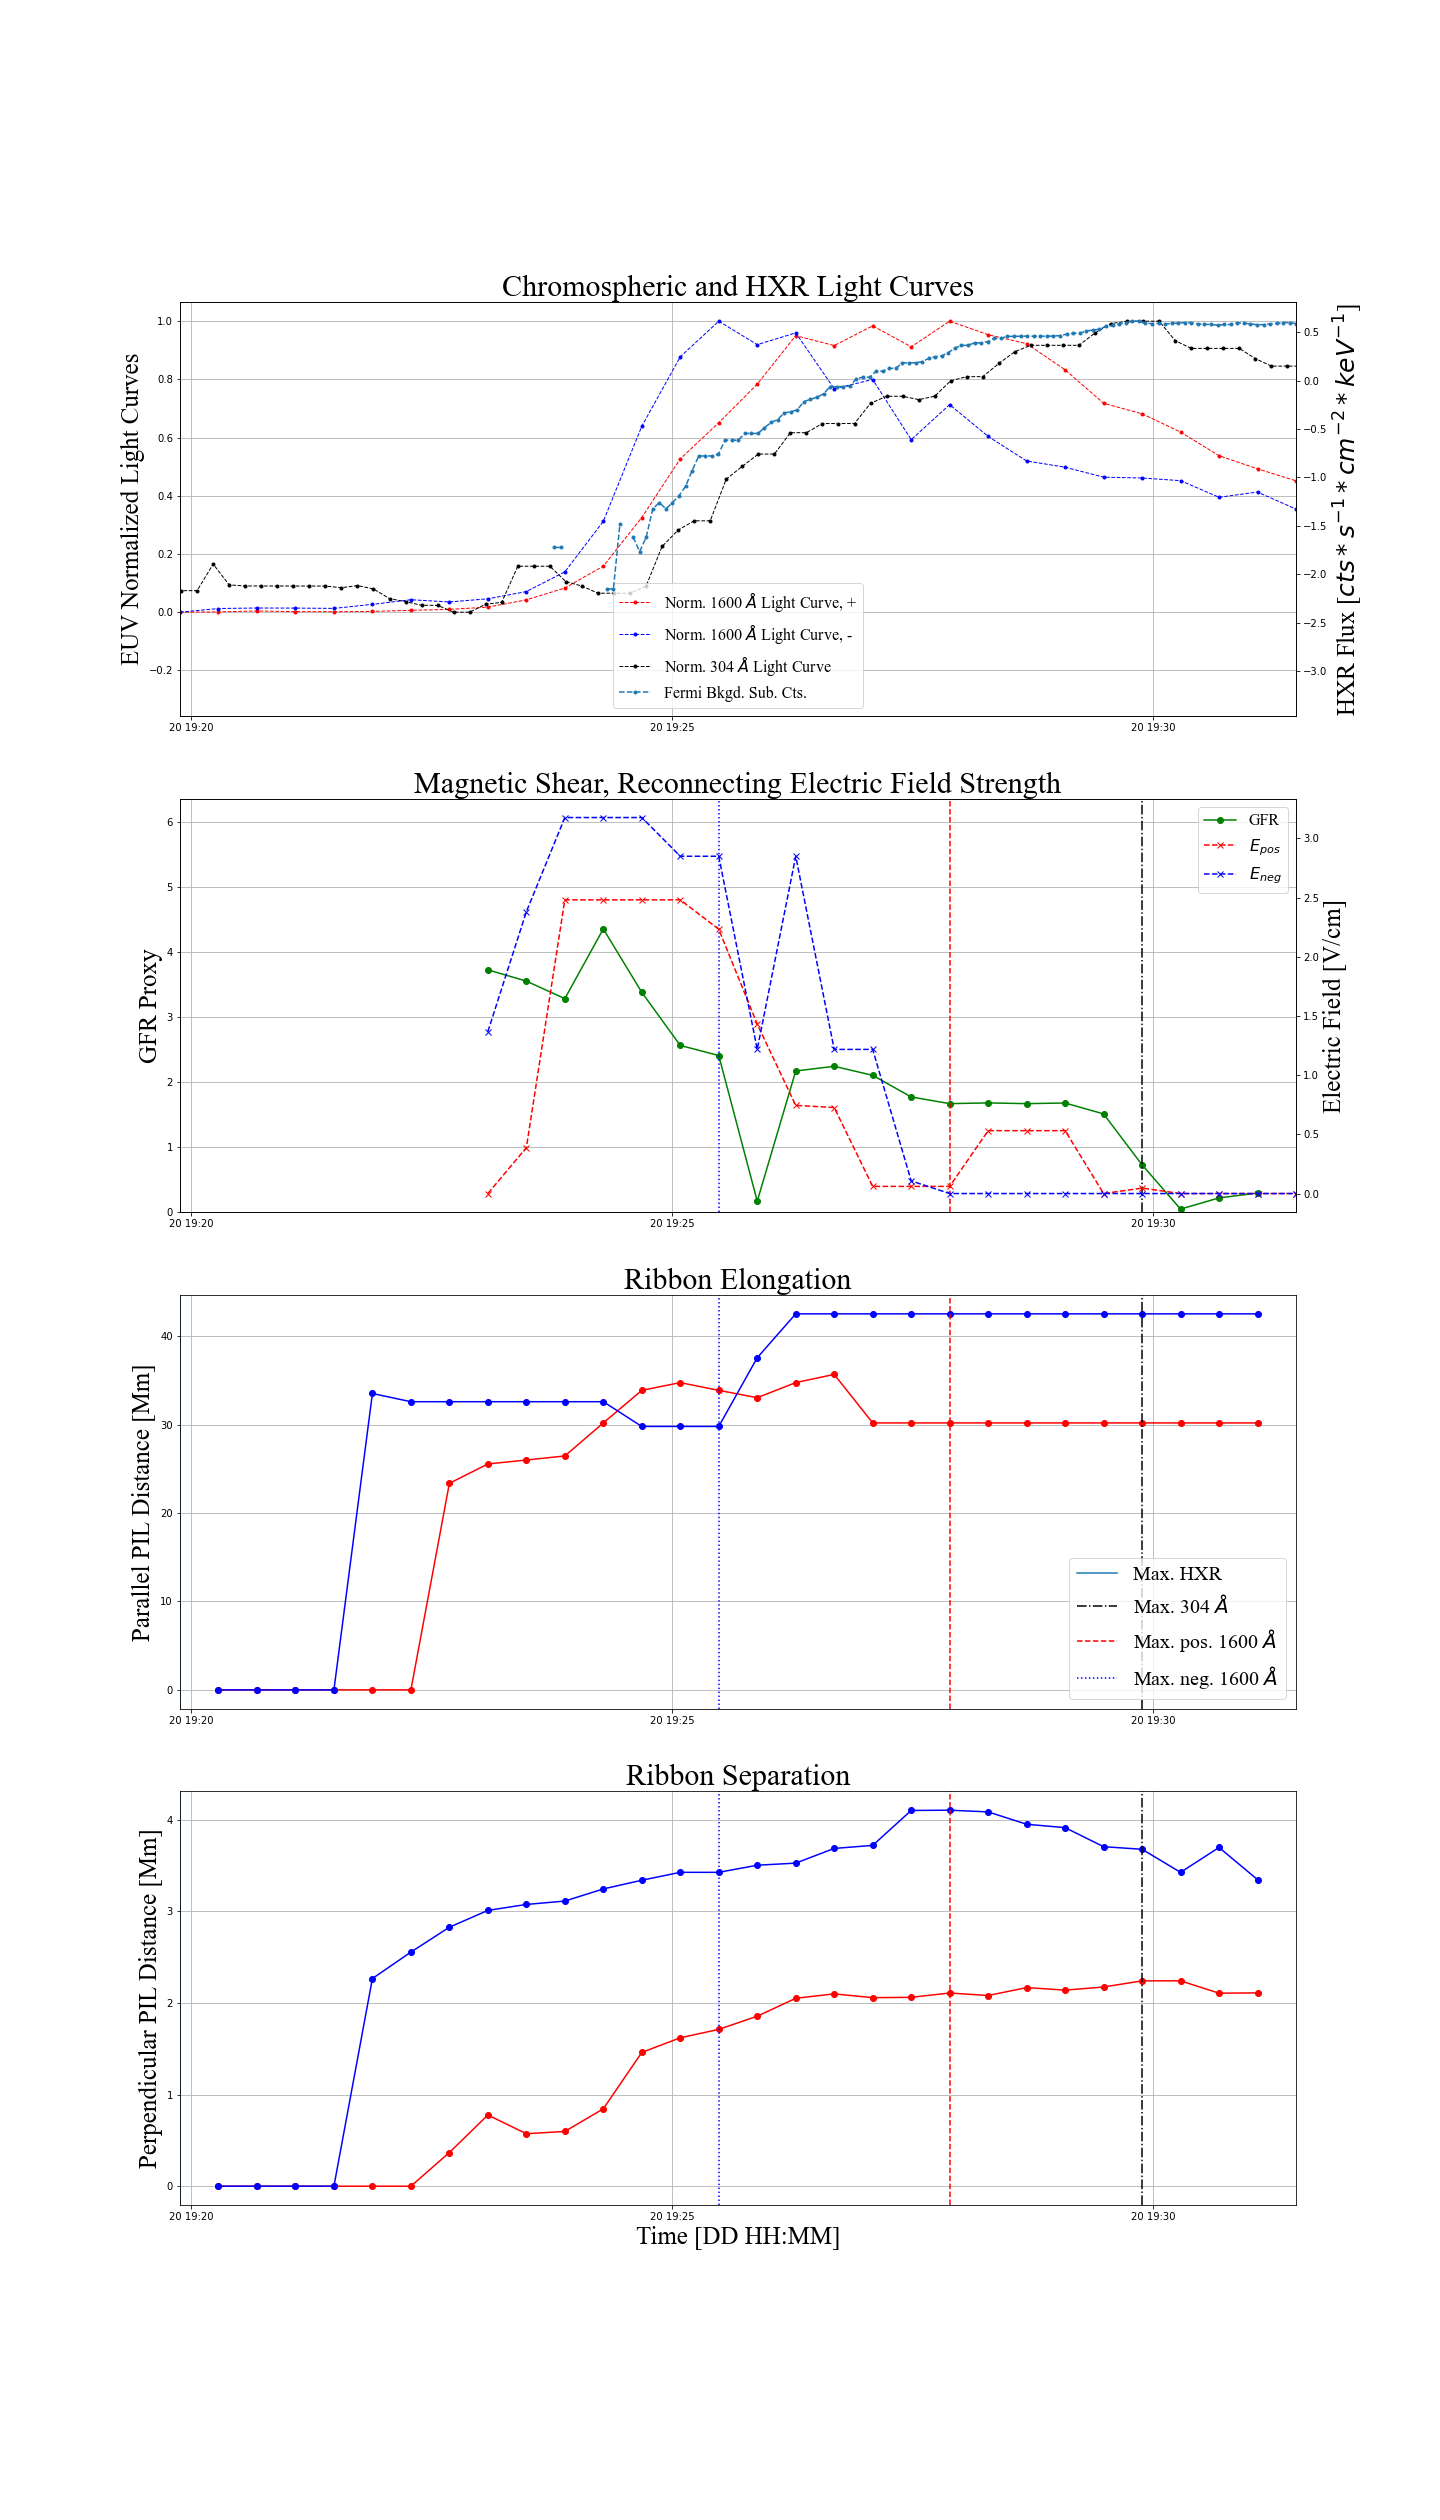 Chromospheric and HXR Light Curves
EUV Normalized Light Curves
1.0
0.8
0.6
0.4
0.2
0.0
−0.2
0.5
0.0
−0.5
−1.0
−1.5
−2.0
−2.5
−3.0
HXR Flux [cts * s⁻¹ * cm⁻² * keV⁻¹]
Norm. 1600 Å Light Curve, +
Norm. 1600 Å Light Curve, -
Norm. 304 Å Light Curve
Fermi Bkgd. Sub. Cts.
20 19:20
20 19:25
20 19:30
Magnetic Shear, Reconnecting Electric Field Strength
GFR Proxy
6
5
4
3
2
1
0
3.0
2.5
2.0
1.5
1.0
0.5
0.0
Electric Field [V/cm]
GFR
E_pos
E_neg
20 19:20
20 19:25
20 19:30
Ribbon Elongation
Parallel PIL Distance [Mm]
40
30
20
10
0
Max. HXR
Max. 304 Å
Max. pos. 1600 Å
Max. neg. 1600 Å
20 19:20
20 19:25
20 19:30
Ribbon Separation
Perpendicular PIL Distance [Mm]
4
3
2
1
0
20 19:20
20 19:25
20 19:30
Time [DD HH:MM]